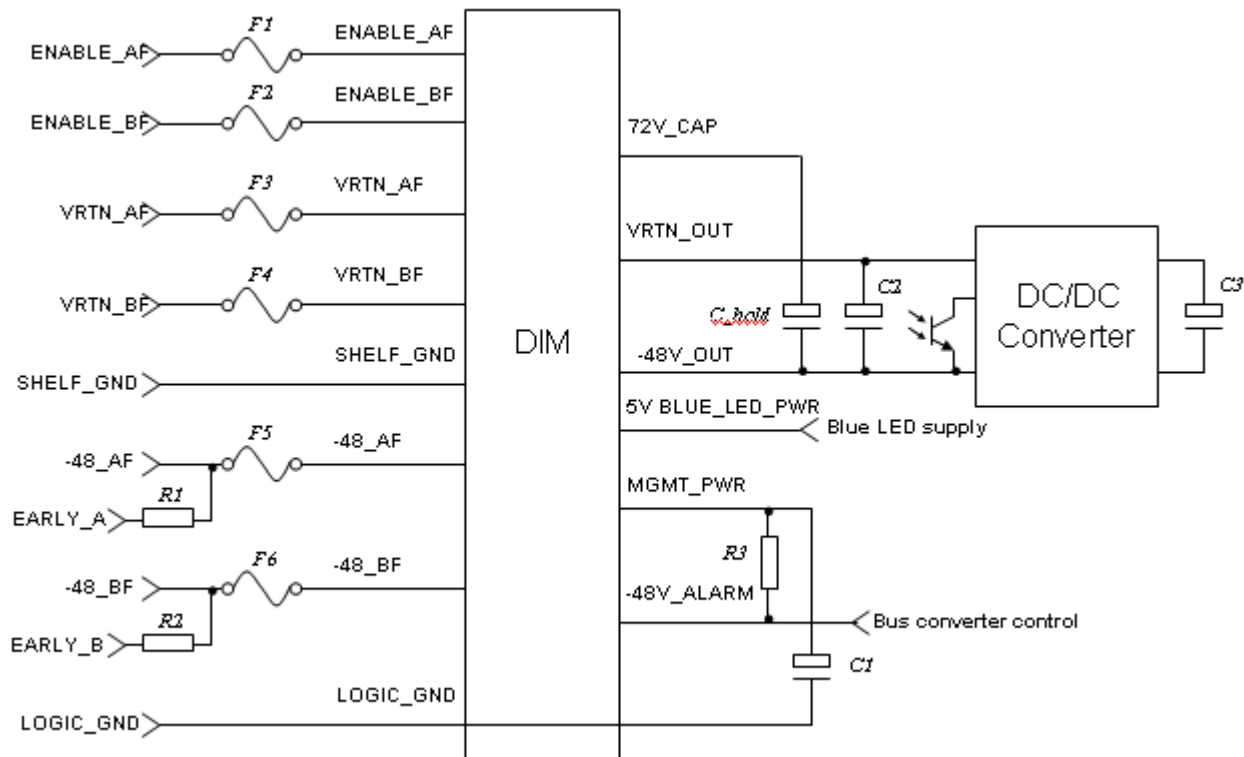 F1
ENABLE_AF
ENABLE_AF
F2
ENABLE_BF
ENABLE_BF
72V_CAP
F3
VRTN_AF
VRTN_AF
VRTN_OUT
F4
VRTN_BF
VRTN_BF
C_hold
C2
DC/DC
Converter
C3
DIM
SHELF_GND
SHELF_GND
-48V_OUT
5V BLUE_LED_PWR
Blue LED supply
F5
-48_AF
-48_AF
R1
EARLY_A
MGMT_PWR
F6
-48_BF
-48_BF
R2
EARLY_B
R3
-48V_ALARM
Bus converter control
C1
LOGIC_GND
LOGIC_GND